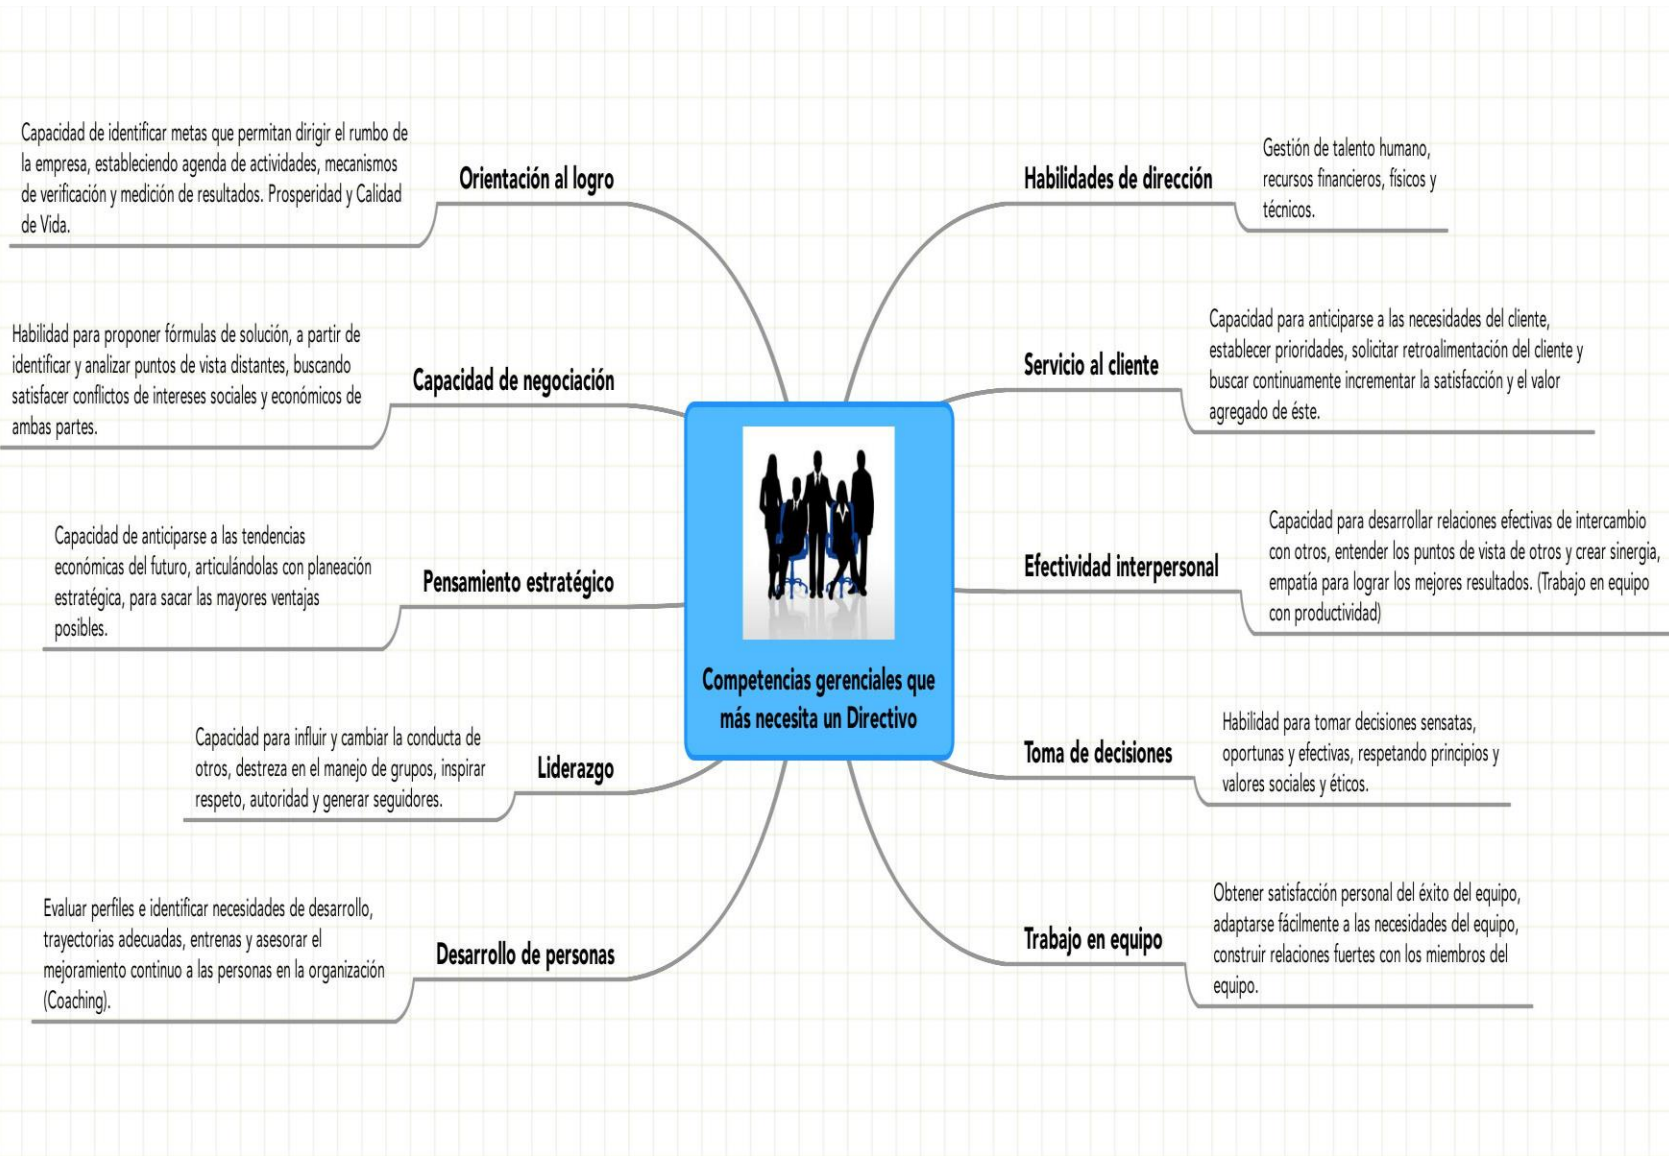 Competencias gerenciales que
más necesita un Directivo
Habilidades de dirección
Gestión de talento humano,
recursos financieros, físicos y
técnicos.
Servicio al cliente
Capacidad para anticiparse a las necesidades del cliente,
establecer prioridades, solicitar retroalimentación del cliente y
buscar continuamente incrementar la satisfacción y el valor
agregado de éste.
Efectividad interpersonal
Capacidad para desarrollar relaciones efectivas de intercambio
con otros, entender los puntos de vista de otros y crear sinergia,
empatía para lograr los mejores resultados. (Trabajo en equipo
con productividad)
Toma de decisiones
Habilidad para tomar decisiones sensatas,
oportunas y efectivas, respetando principios y
valores sociales y éticos.
Trabajo en equipo
Obtener satisfacción personal del éxito del equipo,
adaptarse fácilmente a las necesidades del equipo,
construir relaciones fuertes con los miembros del
equipo.
Orientación al logro
Capacidad de identificar metas que permitan dirigir el rumbo de
la empresa, estableciendo agenda de actividades, mecanismos
de verificación y medición de resultados. Prosperidad y Calidad
de Vida.
Capacidad de negociación
Habilidad para proponer fórmulas de solución, a partir de
identificar y analizar puntos de vista distantes, buscando
satisfacer conflictos de intereses sociales y económicos de
ambas partes.
Pensamiento estratégico
Capacidad de anticiparse a las tendencias
económicas del futuro, articulándolas con planeación
estratégica, para sacar las mayores ventajas
posibles.
Liderazgo
Capacidad para influir y cambiar la conducta de
otros, destreza en el manejo de grupos, inspirar
respeto, autoridad y generar seguidores.
Desarrollo de personas
Evaluar perfiles e identificar necesidades de desarrollo,
trayectorias adecuadas, entrenas y asesorar el
mejoramiento continuo a las personas en la organización
(Coaching).